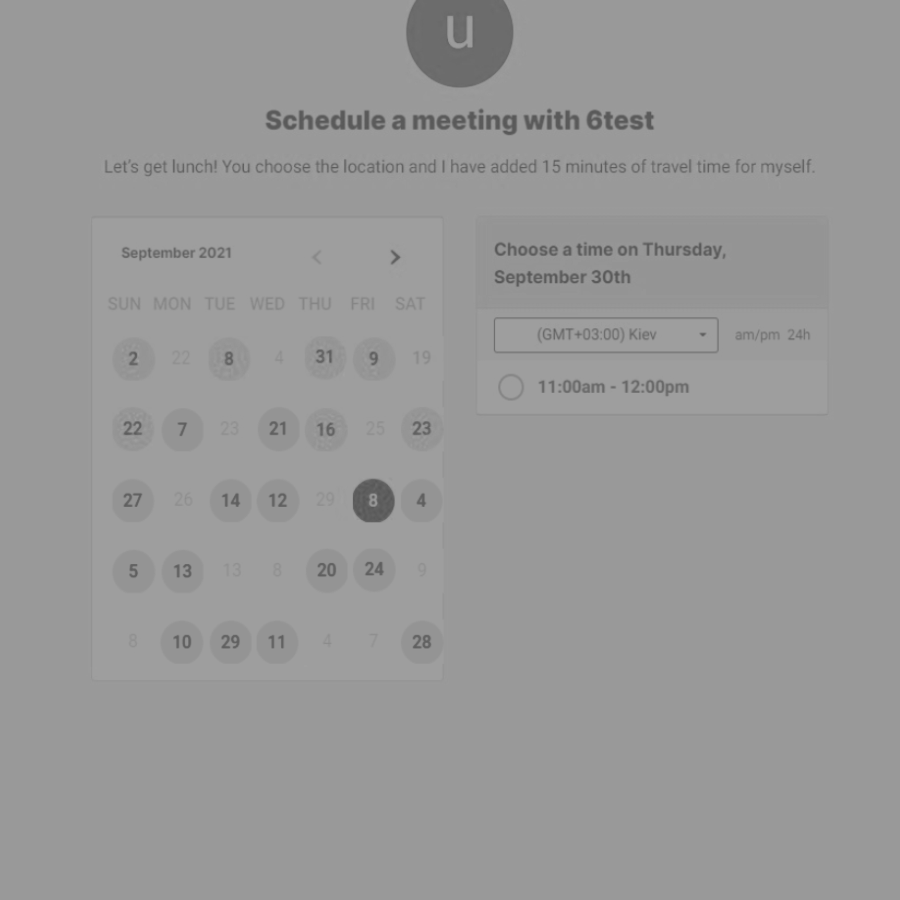 u
Schedule a meeting with 6test
Let's get lunch! You choose the location and I have added 15 minutes of travel time for myself.
September 2021
SUN MON TUE WED THU FRI SAT
2 22 8 4 31 9 19
22 7 23 21 16 25 23
27 26 14 12 29 8 4
5 13 13 8 20 24 9
8 10 29 11 4 7 28
Choose a time on Thursday,
September 30th
(GMT+03:00) Kiev am/pm 24h
11:00am - 12:00pm